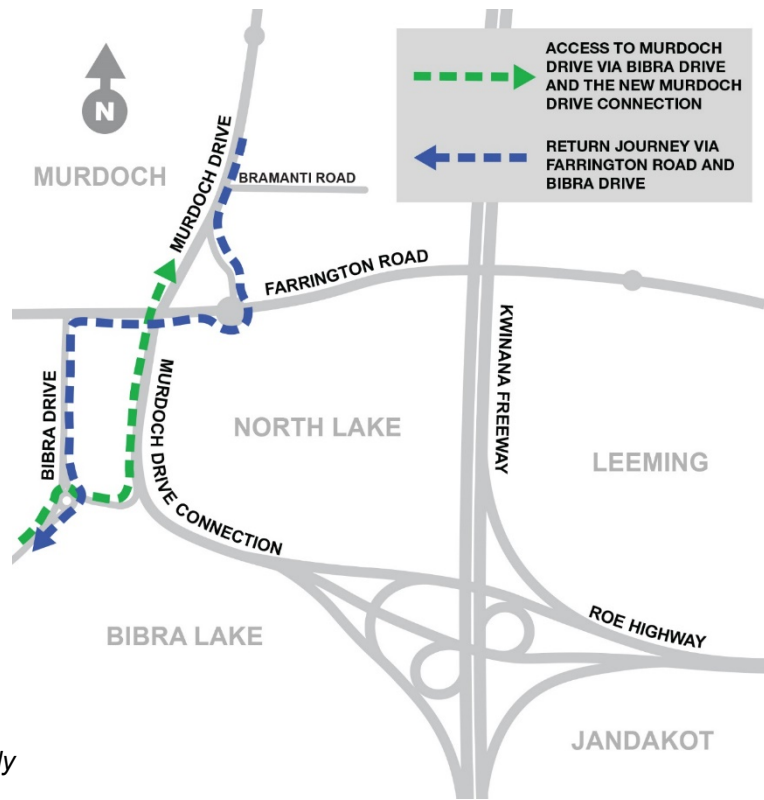 ACCESS TO MURDOCH
DRIVE VIA BIBRA DRIVE
AND THE NEW MURDOCH
DRIVE CONNECTION
RETURN JOURNEY VIA
FARRINGTON ROAD AND
BIBRA DRIVE
N
MURDOCH
MURDOCH DRIVE
BRAMANTI ROAD
FARRINGTON ROAD
KWINANA FREEWAY
BIBRA DRIVE
MURDOCH DRIVE CONNECTION
NORTH LAKE
LEEMING
BIBRA LAKE
ROE HIGHWAY
JANDAKOT